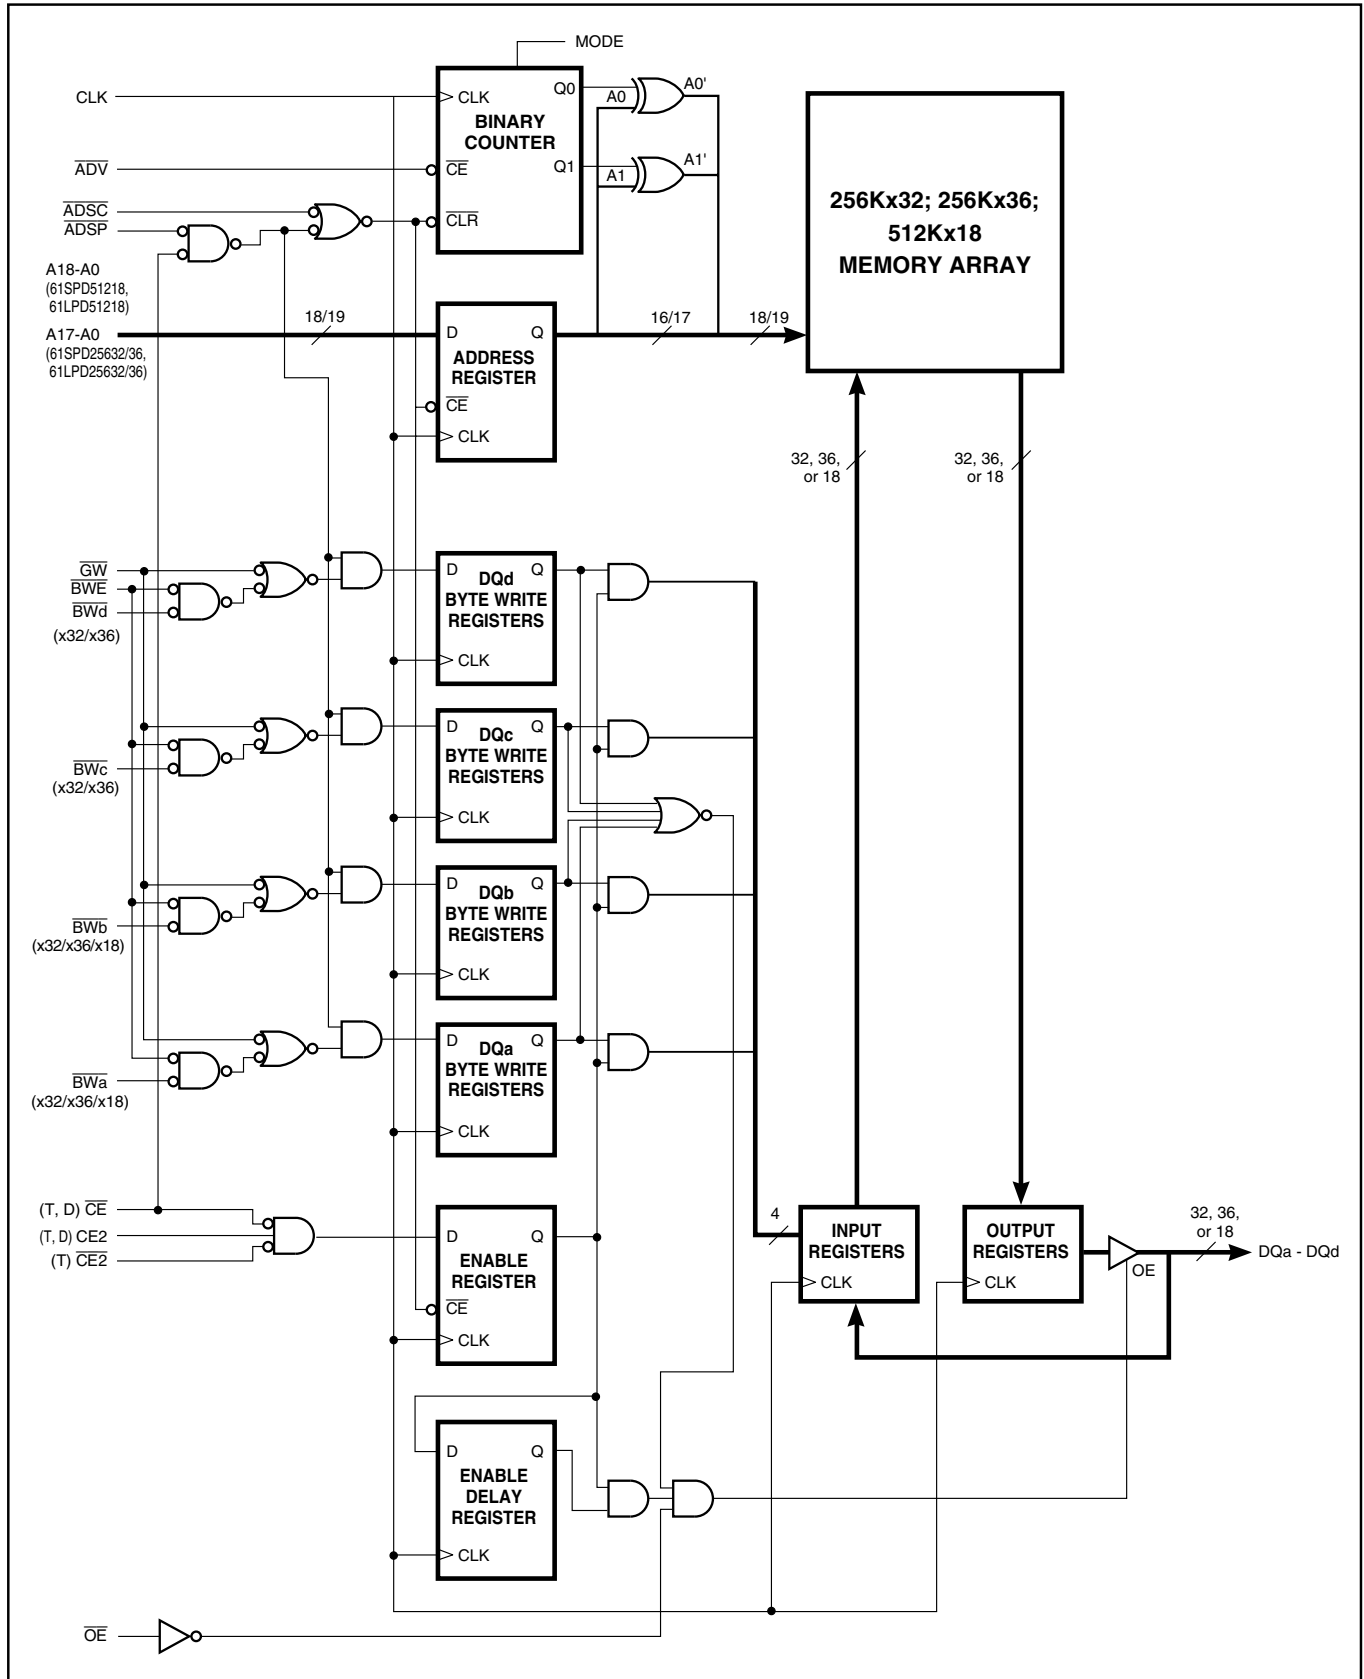 MODE
CLK
CLK
Q0
A0
A0'
BINARY
COUNTER
ADV
CE
Q1
A1
A1'
ADSC
ADSP
CLR
256Kx32; 256Kx36;
512Kx18
MEMORY ARRAY
A18-A0
(61SPD51218,
61LPD51218)
A17-A0
(61SPD25632/36,
61LPD25632/36)
18/19
D
Q
16/17
18/19
ADDRESS
REGISTER
CE
CLK
32, 36,
or 18
32, 36,
or 18
GW
BWE
BWd
(x32/x36)
D
Q
DQd
BYTE WRITE
REGISTERS
CLK
BWc
(x32/x36)
D
Q
DQc
BYTE WRITE
REGISTERS
CLK
BWb
(x32/x36/x18)
D
Q
DQb
BYTE WRITE
REGISTERS
CLK
BWa
(x32/x36/x18)
D
Q
DQa
BYTE WRITE
REGISTERS
CLK
(T, D) CE
(T, D) CE2
(T) CE2
D
Q
ENABLE
REGISTER
CE
CLK
4
INPUT
REGISTERS
CLK
OUTPUT
REGISTERS
CLK
OE
32, 36,
or 18
DQa - DQd
D
Q
ENABLE
DELAY
REGISTER
CLK
OE